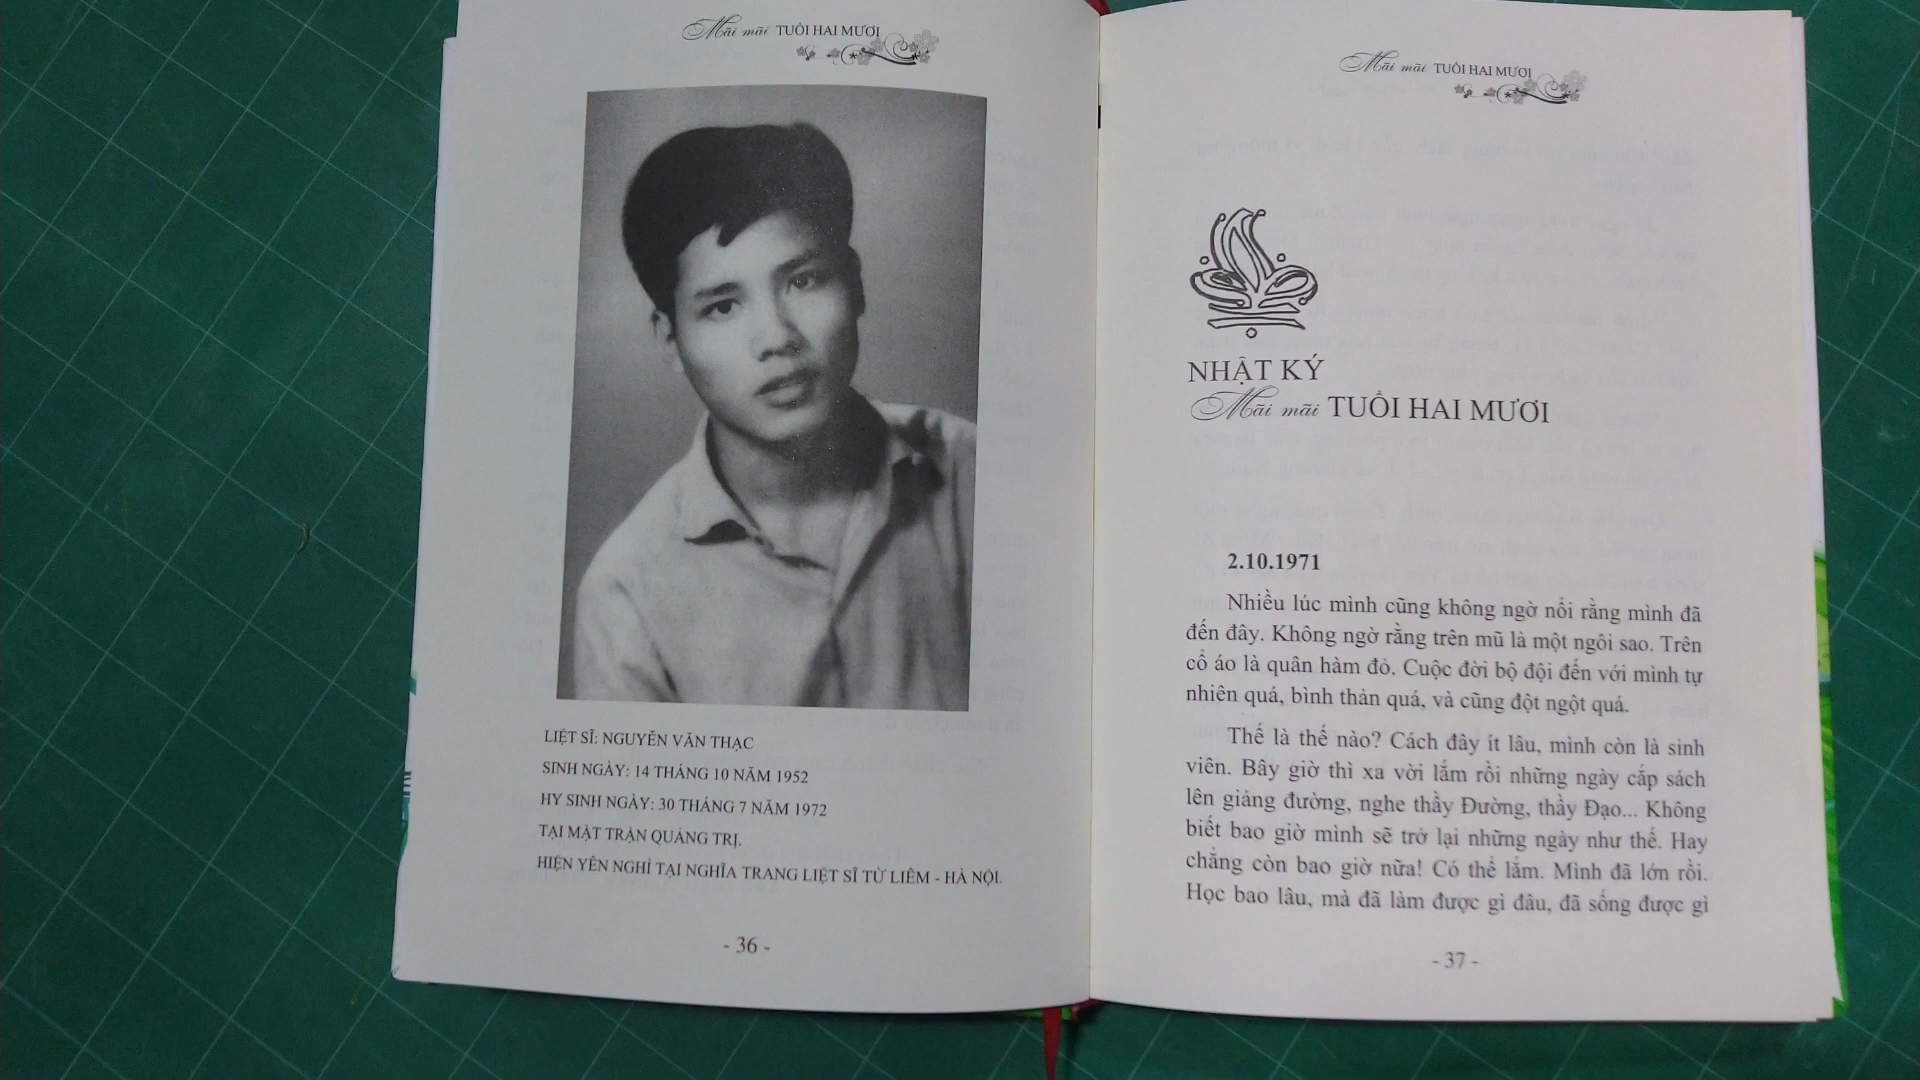 Mãi mãi TUỔI HAI MƯƠI
LIỆT SĨ: NGUYỄN VĂN THẠC
SINH NGÀY: 14 THÁNG 10 NĂM 1952
HY SINH NGÀY: 30 THÁNG 7 NĂM 1972
TẠI MẶT TRẬN QUẢNG TRỊ.
HIỆN YÊN NGHỈ TẠI NGHĨA TRANG LIỆT SĨ TỪ LIÊM - HÀ NỘI.
- 36 -
Mãi mãi TUỔI HAI MƯƠI
NHẬT KÝ
Mãi mãi TUỔI HAI MƯƠI
2.10.1971
Nhiều lúc mình cũng không ngờ nổi rằng mình đã
đến đây. Không ngờ rằng trên mũ là một ngôi sao. Trên
cổ áo là quân hàm đỏ. Cuộc đời bộ đội đến với mình tự
nhiên quá, bình thản quá, và cũng đột ngột quá.
Thế là thế nào? Cách đây ít lâu, mình còn là sinh
viên. Bây giờ thì xa vời lắm rồi những ngày cắp sách
lên giảng đường, nghe thầy Đường, thầy Đạo... Không
biết bao giờ mình sẽ trở lại những ngày như thế. Hay
chẳng còn bao giờ nữa! Có thể lắm. Mình đã lớn rồi.
Học bao lâu, mà đã làm được gì đâu, đã sống được gì
- 37 -